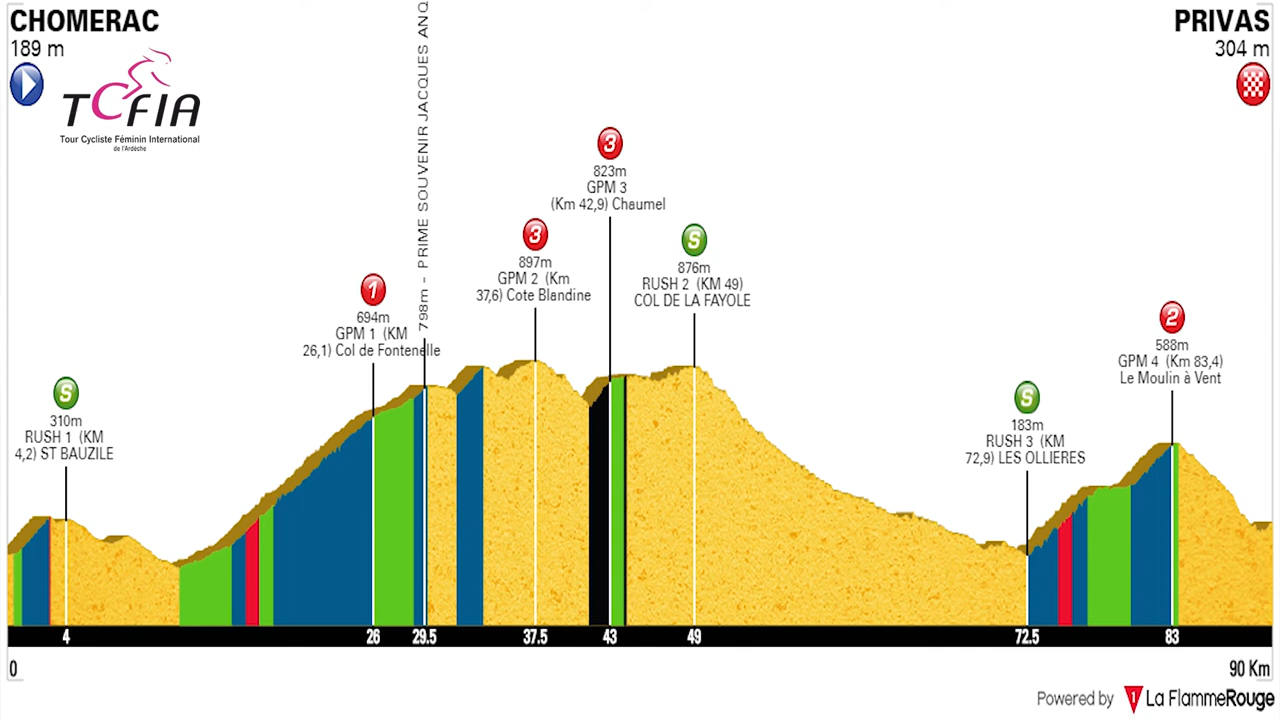 CHOMERAC
189 m
PRIVAS
304 m
TCFIA
Tour Cycliste Féminin International
de l'Ardèche
S
310m
RUSH 1 (KM
4,2) ST BAUZILE
1
694m
GPM 1 (KM
26,1) Col de Fontenelle
798m - PRIME SOUVENIR JACQUES ANQ
3
897m
GPM 2 (Km
37,6) Cote Blandine
3
823m
GPM 3
(Km 42,9) Chaumel
S
876m
RUSH 2 (KM 49)
COL DE LA FAYOLE
S
183m
RUSH 3 (KM
72,9) LES OLLIERES
2
588m
GPM 4 (Km 83,4)
Le Moulin à Vent
4 26 29.5 37.5 43 49 72.5 83
0 90 Km
Powered by 1 La FlammeRouge